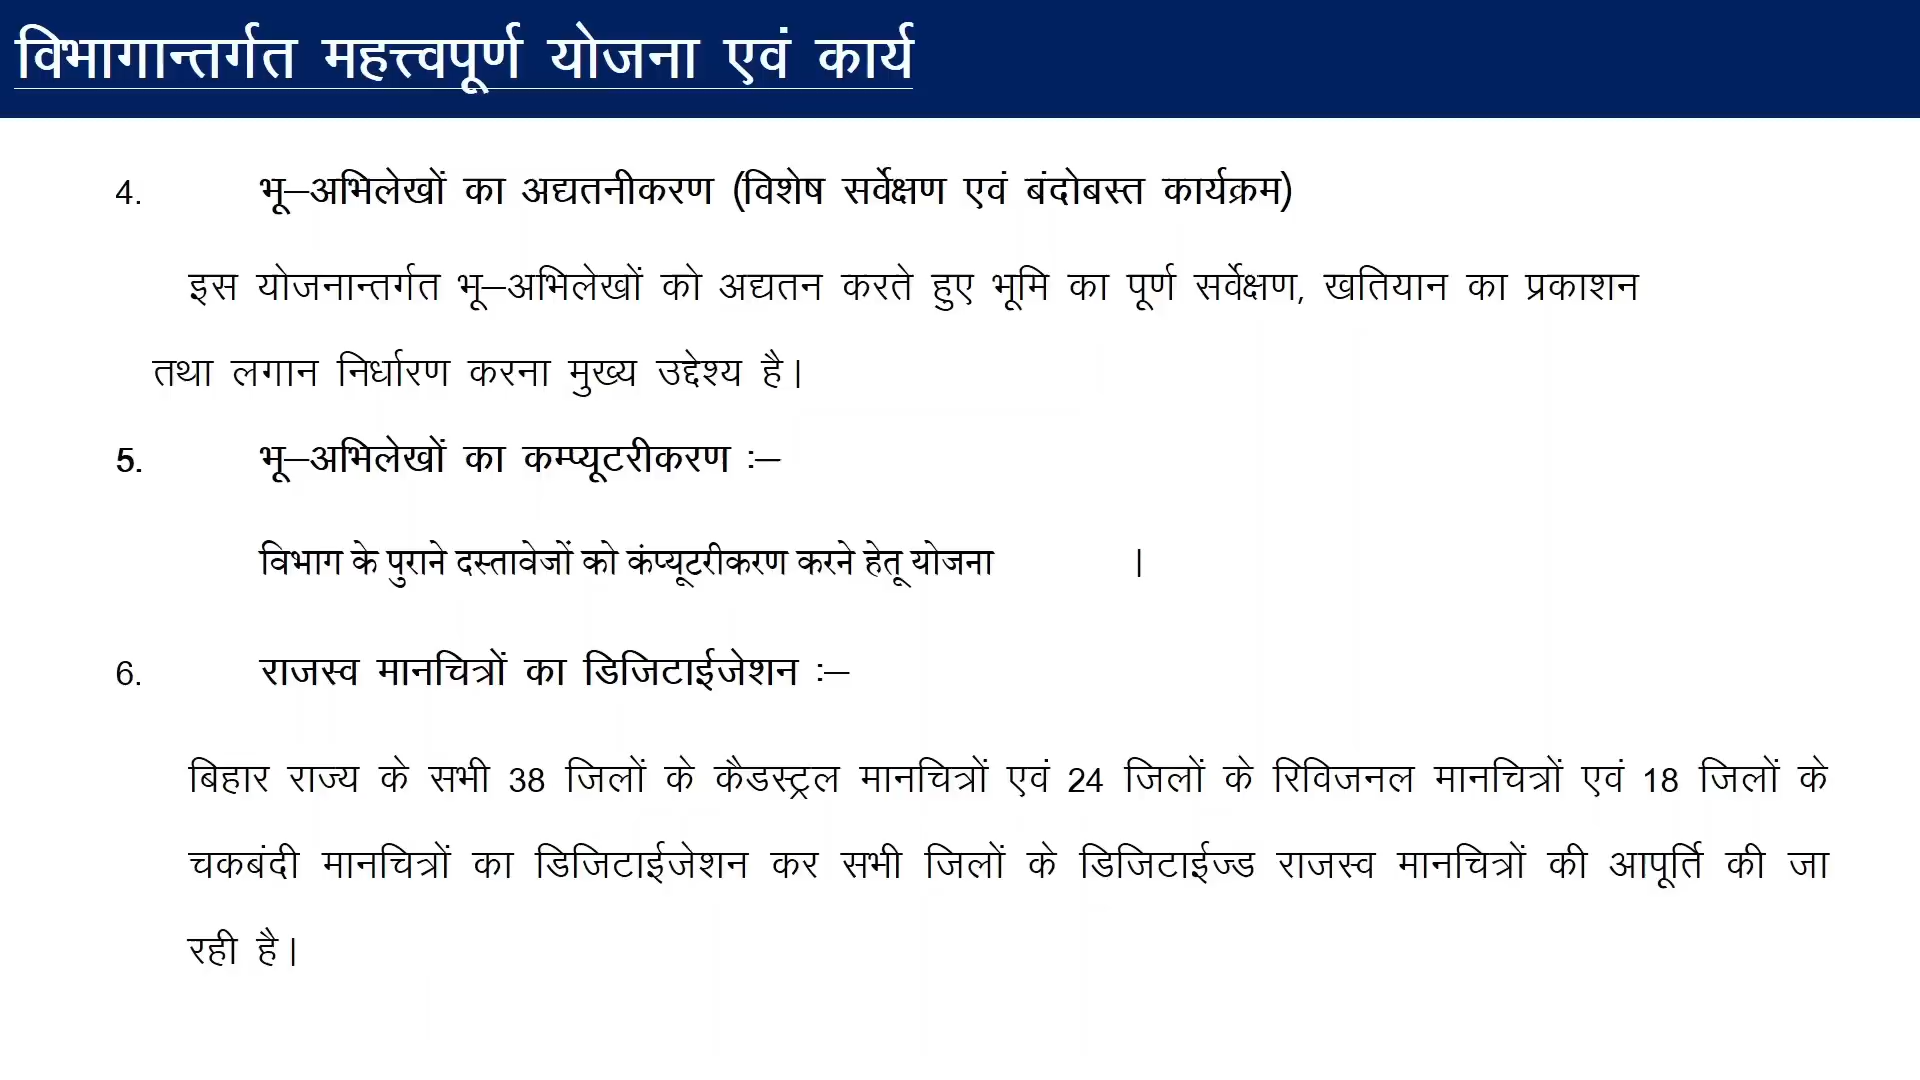 विभागान्तर्गत महत्त्वपूर्ण योजना एवं कार्य
4. भू–अभिलेखों का अद्यतनीकरण (विशेष सर्वेक्षण एवं बंदोबस्त कार्यक्रम)
इस योजनान्तर्गत भू–अभिलेखों को अद्यतन करते हुए भूमि का पूर्ण सर्वेक्षण, खतियान का प्रकाशन
तथा लगान निर्धारण करना मुख्य उद्देश्य है।
5. भू–अभिलेखों का कम्प्यूटरीकरण :–
विभाग के पुराने दस्तावेजों को कंप्यूटरीकरण करने हेतू योजना ।
6. राजस्व मानचित्रों का डिजिटाईजेशन :–
बिहार राज्य के सभी 38 जिलों के कैडस्ट्रल मानचित्रों एवं 24 जिलों के रिविजनल मानचित्रों एवं 18 जिलों के
चकबंदी मानचित्रों का डिजिटाईजेशन कर सभी जिलों के डिजिटाईज्ड राजस्व मानचित्रों की आपूर्ति की जा
रही है।